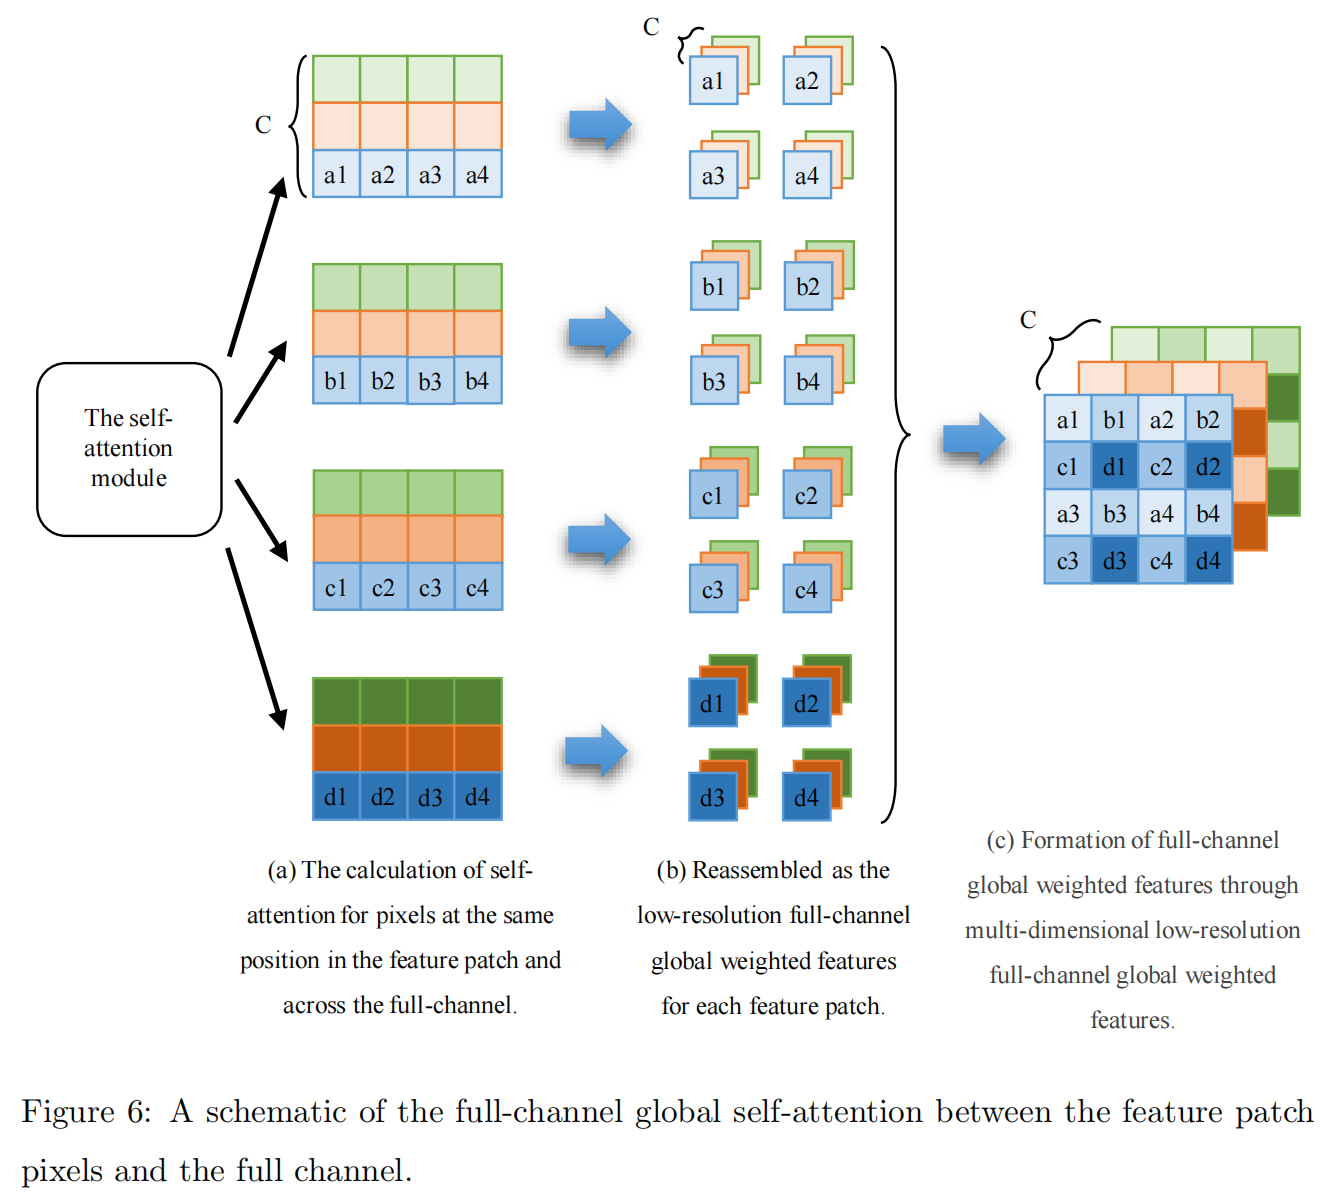 C
a1 a2 a3 a4
b1 b2 b3 b4
The self-
attention
module
c1 c2 c3 c4
d1 d2 d3 d4
(a) The calculation of self-
attention for pixels at the same
position in the feature patch and
across the full-channel.
C
a1 a2
a3 a4
b1 b2
b3 b4
c1 c2
c3 c4
d1 d2
d3 d4
(b) Reassembled as the
low-resolution full-channel
global weighted features
for each feature patch.
C
a1 b1 a2 b2
c1 d1 c2 d2
a3 b3 a4 b4
c3 d3 c4 d4
(c) Formation of full-channel
global weighted features through
multi-dimensional low-resolution
full-channel global weighted
features.
Figure 6: A schematic of the full-channel global self-attention between the feature patch
pixels and the full channel.